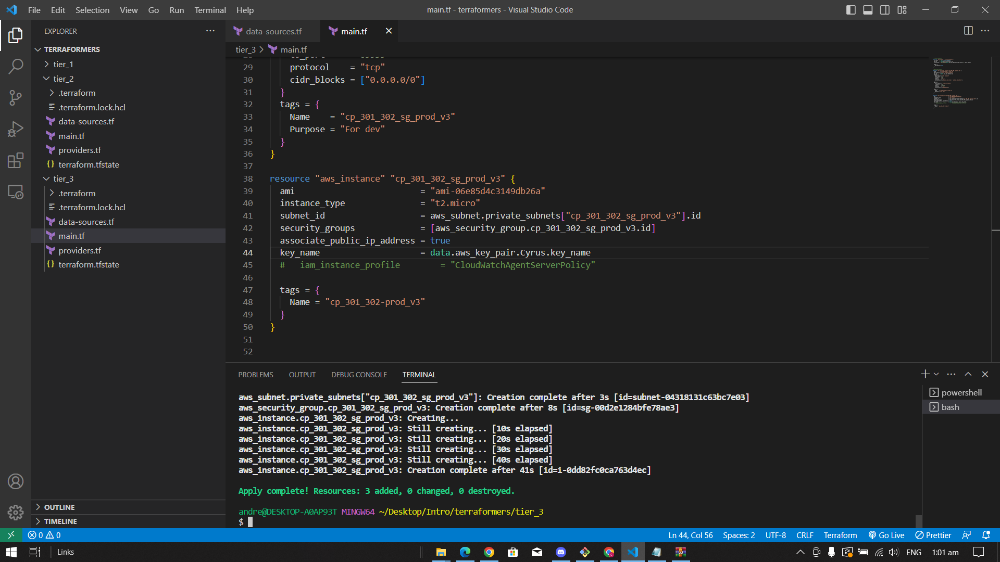 File Edit Selection View Go Run Terminal Help
main.tf - terraformers - Visual Studio Code
EXPLORER
TERRAFORMERS
tier_1
tier_2
.terraform
.terraform.lock.hcl
data-sources.tf
main.tf
providers.tf
terraform.tfstate
tier_3
.terraform
.terraform.lock.hcl
data-sources.tf
main.tf
providers.tf
terraform.tfstate
OUTLINE
TIMELINE
data-sources.tf main.tf
tier_3 > main.tf
29 protocol = "tcp"
30 cidr_blocks = ["0.0.0.0/0"]
31 }
32 tags = {
33 Name = "cp_301_302_sg_prod_v3"
34 Purpose = "For dev"
35 }
36 }
37
38 resource "aws_instance" "cp_301_302_sg_prod_v3" {
39 ami = "ami-06e85d4c3149db26a"
40 instance_type = "t2.micro"
41 subnet_id = aws_subnet.private_subnets["cp_301_302_sg_prod_v3"].id
42 security_groups = [aws_security_group.cp_301_302_sg_prod_v3.id]
43 associate_public_ip_address = true
44 key_name = data.aws_key_pair.Cyrus.key_name
45 # iam_instance_profile = "CloudWatchAgentServerPolicy"
46
47 tags = {
48 Name = "cp_301_302-prod_v3"
49 }
50 }
51
52
PROBLEMS OUTPUT DEBUG CONSOLE TERMINAL
powershell
bash
aws_subnet.private_subnets["cp_301_302_sg_prod_v3"]: Creation complete after 3s [id=subnet-04318131c63bc7e03]
aws_security_group.cp_301_302_sg_prod_v3: Creation complete after 8s [id=sg-00d2e1284bfe78ae3]
aws_instance.cp_301_302_sg_prod_v3: Creating...
aws_instance.cp_301_302_sg_prod_v3: Still creating... [10s elapsed]
aws_instance.cp_301_302_sg_prod_v3: Still creating... [20s elapsed]
aws_instance.cp_301_302_sg_prod_v3: Still creating... [30s elapsed]
aws_instance.cp_301_302_sg_prod_v3: Still creating... [40s elapsed]
aws_instance.cp_301_302_sg_prod_v3: Creation complete after 41s [id=i-0dd82fc0ca763d4ec]
Apply complete! Resources: 3 added, 0 changed, 0 destroyed.
andre@DESKTOP-A0AP93T MINGW64 ~/Desktop/Intro/terraformers/tier_3
$
0 0
Ln 44, Col 56 Spaces: 2 UTF-8 CRLF Terraform Go Live Prettier
Links
ENG 1:01 am